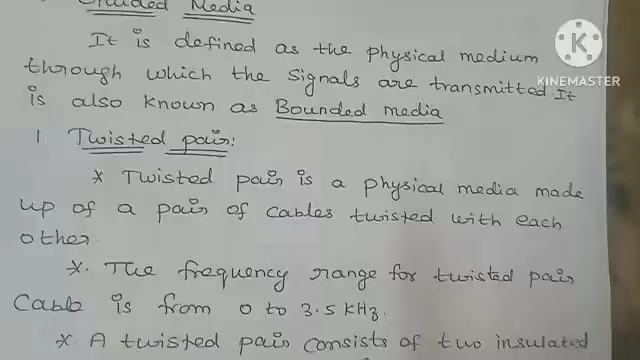 Guided Media
It is defined as the physical medium
through which the signals are transmitted It
is also known as Bounded media
1 Twisted pair:
* Twisted pair is a physical media made
up of a pair of cables twisted with each
other.
*. The frequency range for twisted pair
Cable is from 0 to 3.5 KHz.
* A twisted pair consists of two insulated
KINEMASTER